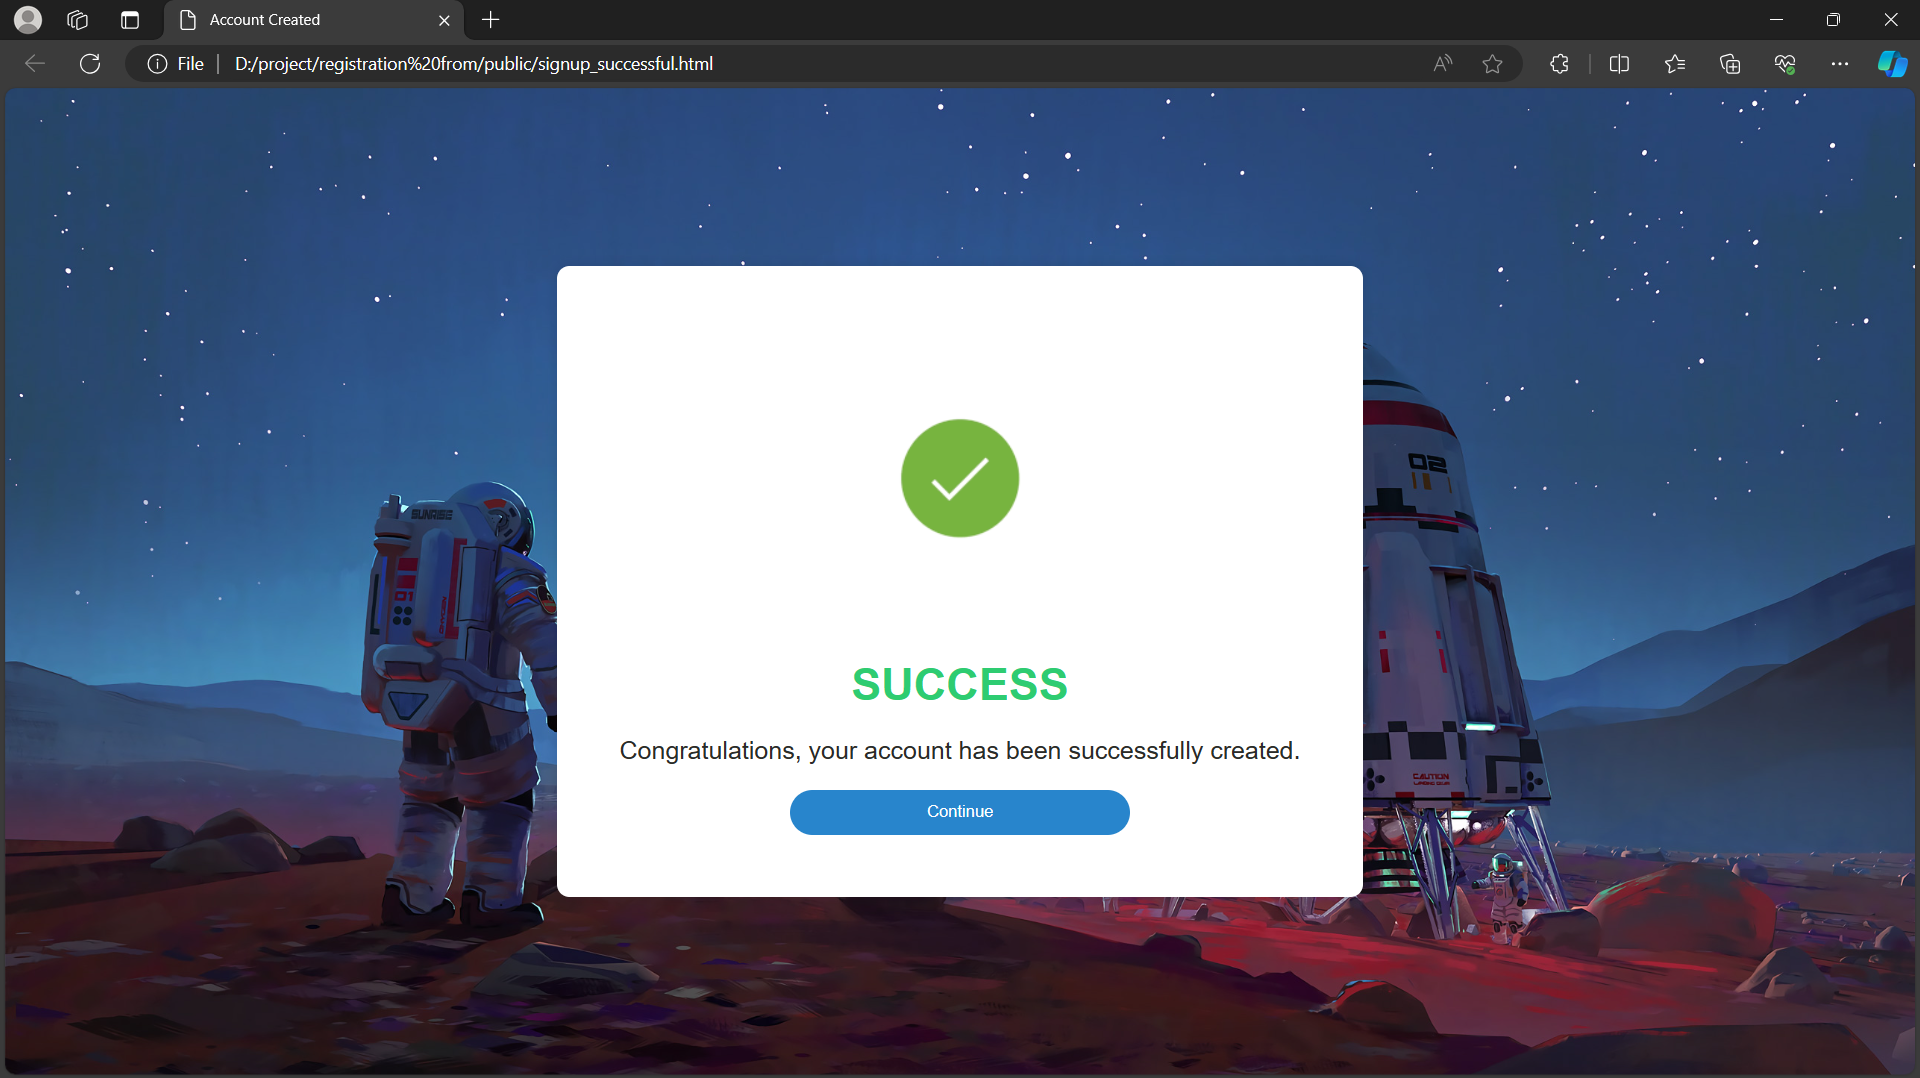 Account Created
File
D:/project/registration%20from/public/signup_successful.html
SUNRISE
01
02
SUCCESS
Congratulations, your account has been successfully created.
CAUTION
Continue